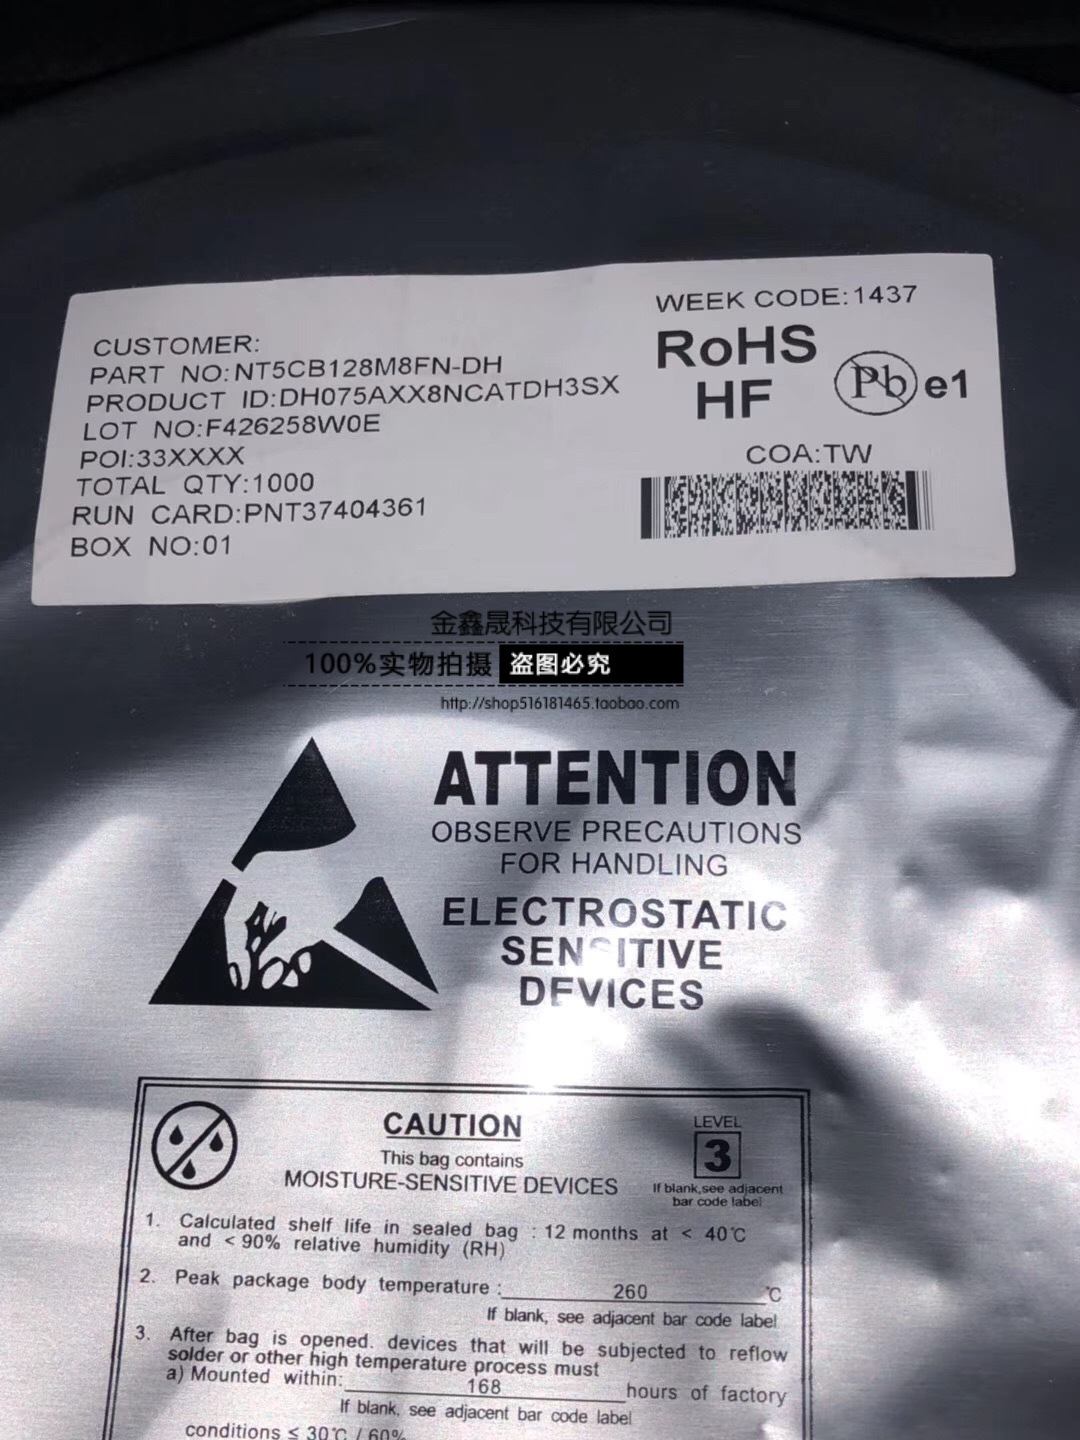 WEEK CODE:1437
CUSTOMER:
PART NO:NT5CB128M8FN-DH
PRODUCT ID:DH075AXX8NCATDH3SX
LOT NO:F426258W0E
POI:33XXXX
TOTAL QTY:1000
RUN CARD:PNT37404361
BOX NO:01
RoHS
HF
Pb e1
COA:TW
金鑫晟科技有限公司
100%实物拍摄 盗图必究
http://shop516181465.taobao.com
ATTENTION
OBSERVE PRECAUTIONS
FOR HANDLING
ELECTROSTATIC
SENSITIVE
DEVICES
CAUTION
This bag contains
MOISTURE-SENSITIVE DEVICES
LEVEL
3
If blank,see adjacent
bar code label
1. Calculated shelf life in sealed bag : 12 months at < 40℃
and < 90% relative humidity (RH)
2. Peak package body temperature : 260 ℃
If blank, see adjacent bar code label
3. After bag is opened. devices that will be subjected to reflow
solder or other high temperature process must
a) Mounted within: 168 hours of factory
If blank, see adjacent bar code label
conditions ≤ 30℃ / 60%